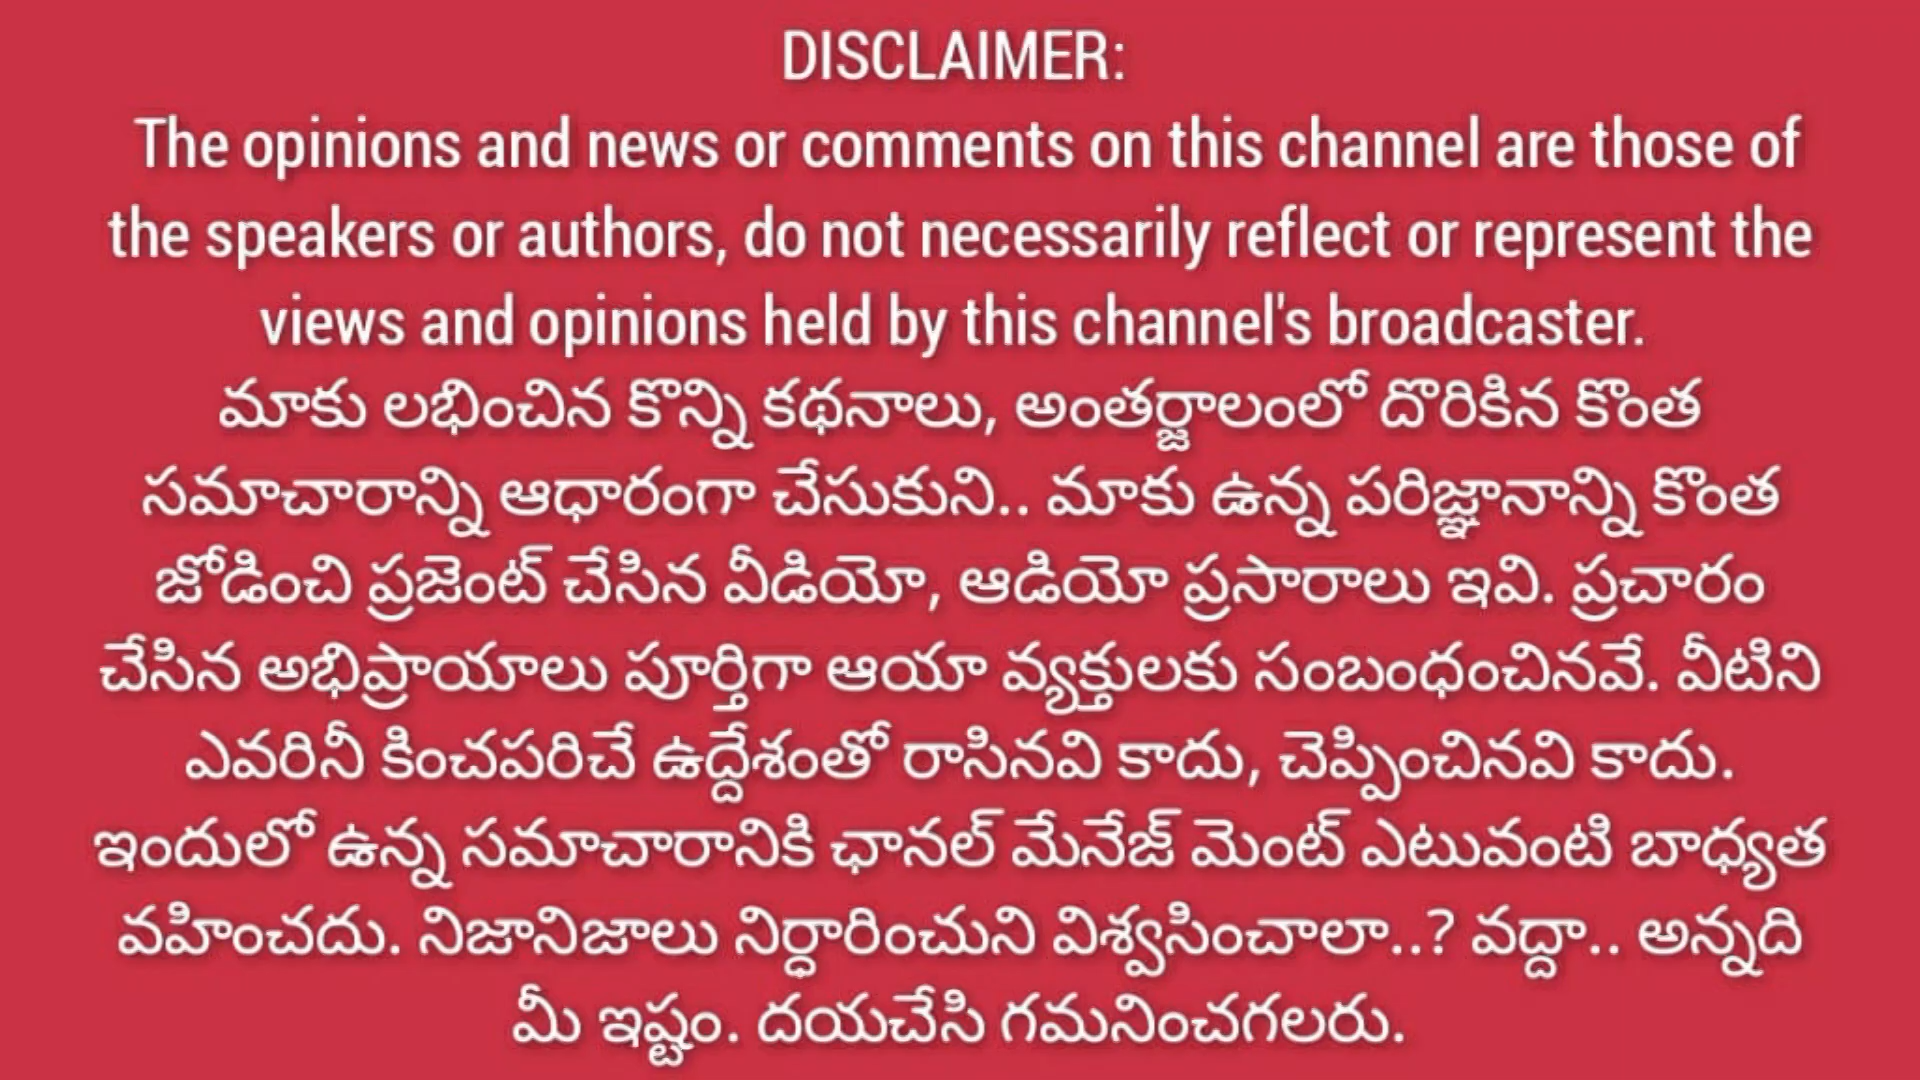 DISCLAIMER:
The opinions and news or comments on this channel are those of
the speakers or authors, do not necessarily reflect or represent the
views and opinions held by this channel's broadcaster.
మాకు లభించిన కొన్ని కథనాలు, అంతర్జాలంలో దొరికిన కొంత
సమాచారాన్ని ఆధారంగా చేసుకుని.. మాకు ఉన్న పరిజ్ఞానాన్ని కొంత
జోడించి ప్రజెంట్ చేసిన వీడియో, ఆడియో ప్రసారాలు ఇవి. ప్రచారం
చేసిన అభిప్రాయాలు పూర్తిగా ఆయా వ్యక్తులకు సంబంధంచినవే. వీటిని
ఎవరినీ కించపరిచే ఉద్దేశంతో రాసినవి కాదు, చెప్పించినవి కాదు.
ఇందులో ఉన్న సమాచారానికి ఛానల్ మేనేజ్ మెంట్ ఎటువంటి బాధ్యత
వహించదు. నిజానిజాలు నిర్ధారించుని విశ్వసించాలా..? వద్దా.. అన్నది
మీ ఇష్టం. దయచేసి గమనించగలరు.